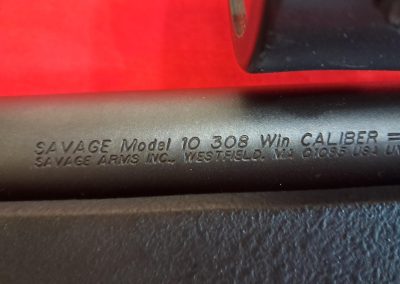 SAVAGE Model 10 308 Win CALIBER
SAVAGE ARMS INC., WESTFIELD, MA 01085 USA